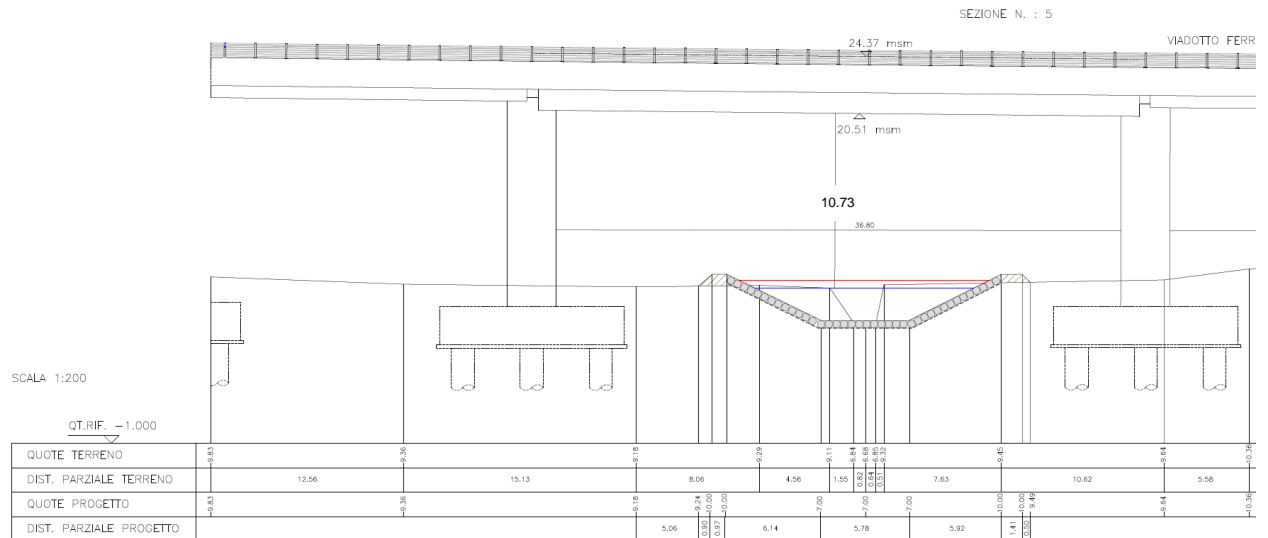 SEZIONE N. : 5
24.37 msm
VIADOTTO FERR
20.51 msm
10.73
36.80
SCALA 1:200
QT.RIF. -1.000
QUOTE TERRENO 9.83 9.36 9.18 9.29 9.11 6.84 6.68 6.85 9.32 9.45 9.64 10.36
DIST. PARZIALE TERRENO 12.56 15.13 8.06 4.56 1.55 0.82 0.64 0.51 7.63 10.62 5.58
QUOTE PROGETTO 9.83 9.36 9.18 9.24 10.00 10.00 7.00 7.00 7.00 10.00 10.00 9.49 9.64 10.36
DIST. PARZIALE PROGETTO 5.06 0.90 0.97 6.14 5.78 5.92 1.41 0.50